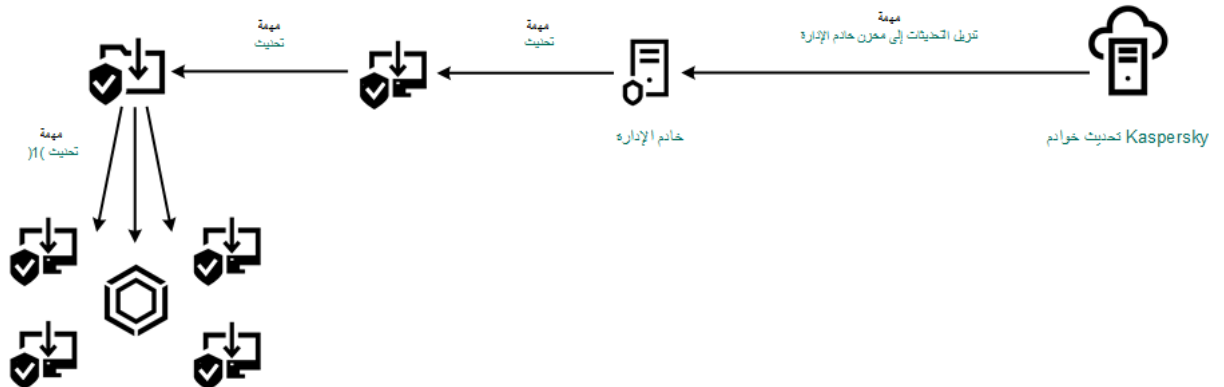 مهمة
تنزيل التحديثات إلى مخزن خادم الإدارة
مهمة
تحديث
مهمة
تحديث
Kaspersky تحديث خوادم
خادم الإدارة
مهمة
تحديث (1)